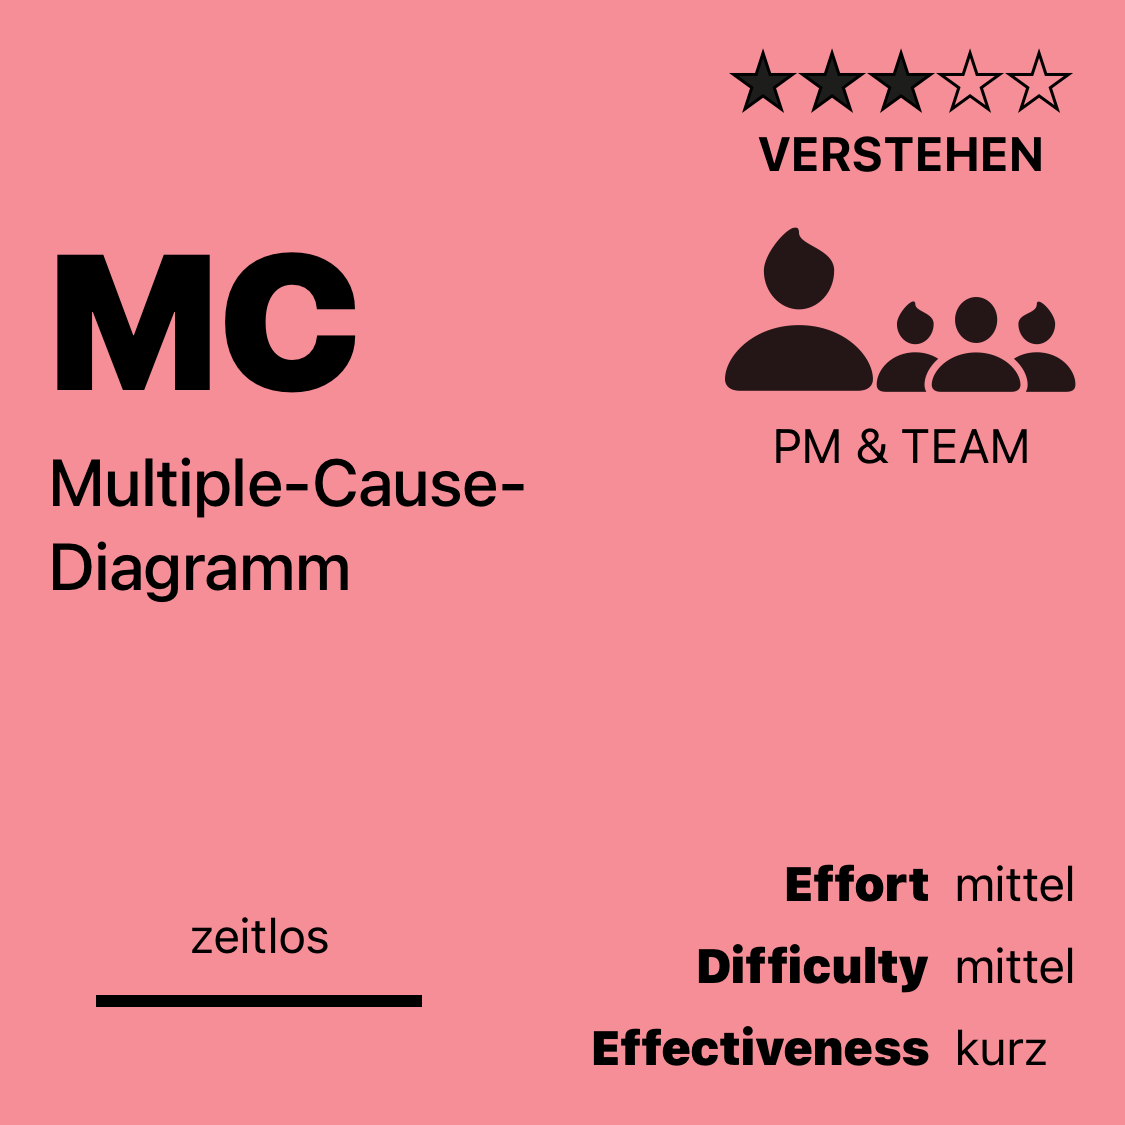 ★★★☆☆
VERSTEHEN
MC
Multiple-Cause-
Diagramm
PM & TEAM
zeitlos
Effort mittel
Difficulty mittel
Effectiveness kurz